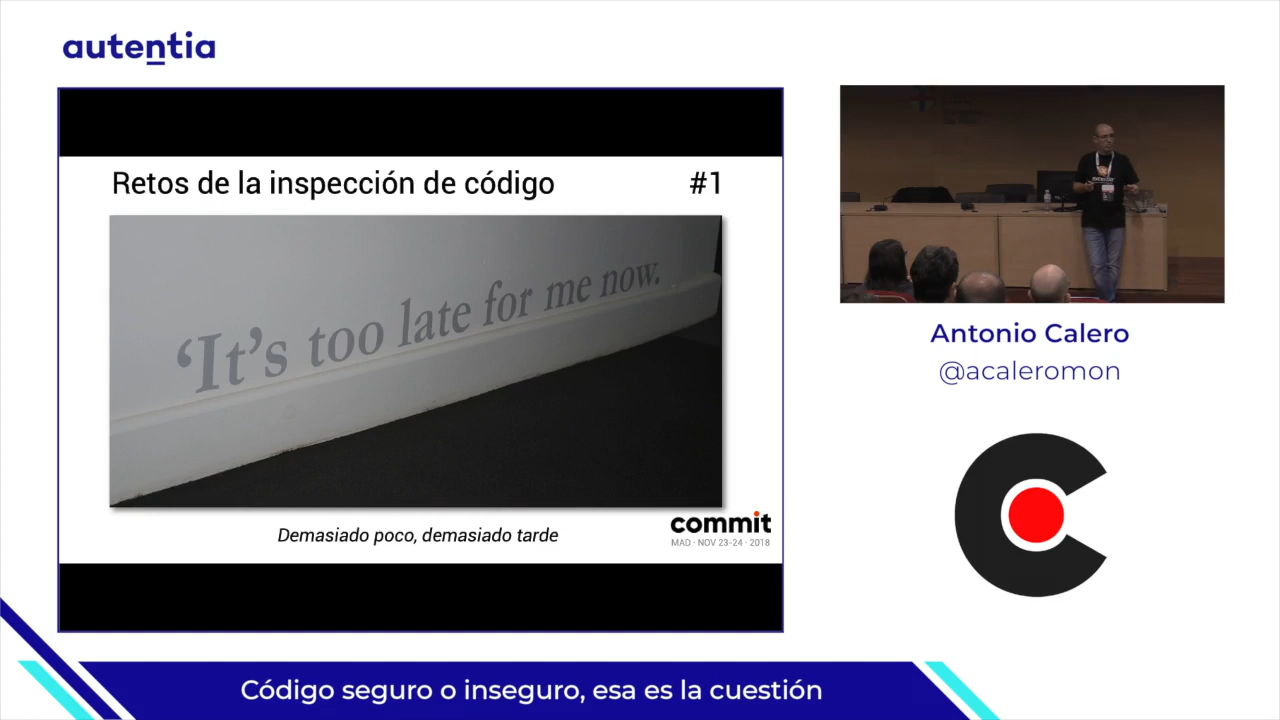 autentia
Retos de la inspección de código #1
‘It’s too late for me now.
Demasiado poco, demasiado tarde
commit
MAD · NOV 23-24 · 2018
Antonio Calero
@acaleromon
Código seguro o inseguro, esa es la cuestión